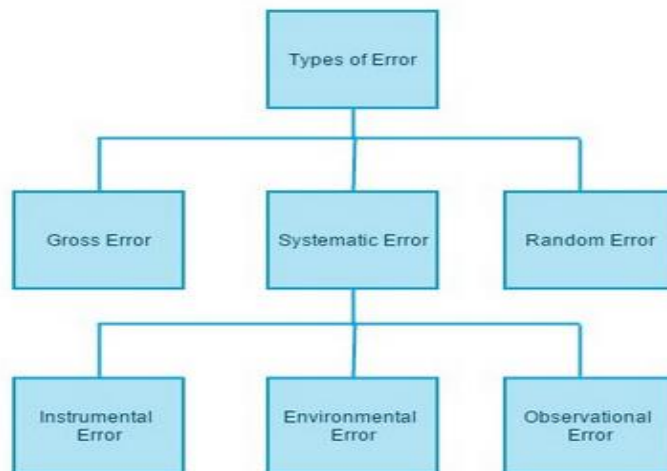 Types of Error
Gross Error
Systematic Error
Random Error
Instrumental
Error
Environmental
Error
Observational
Error